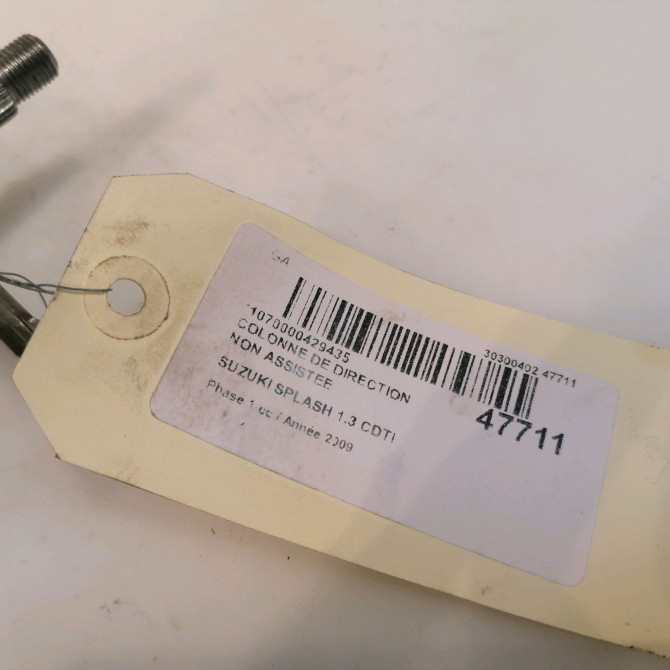 GA
*1070000429435
30300402 47711
COLONNE DE DIRECTION
NON ASSISTEE
47711
SUZUKI SPLASH 1.3 CDTI
Phase 1 cc / Année 2009